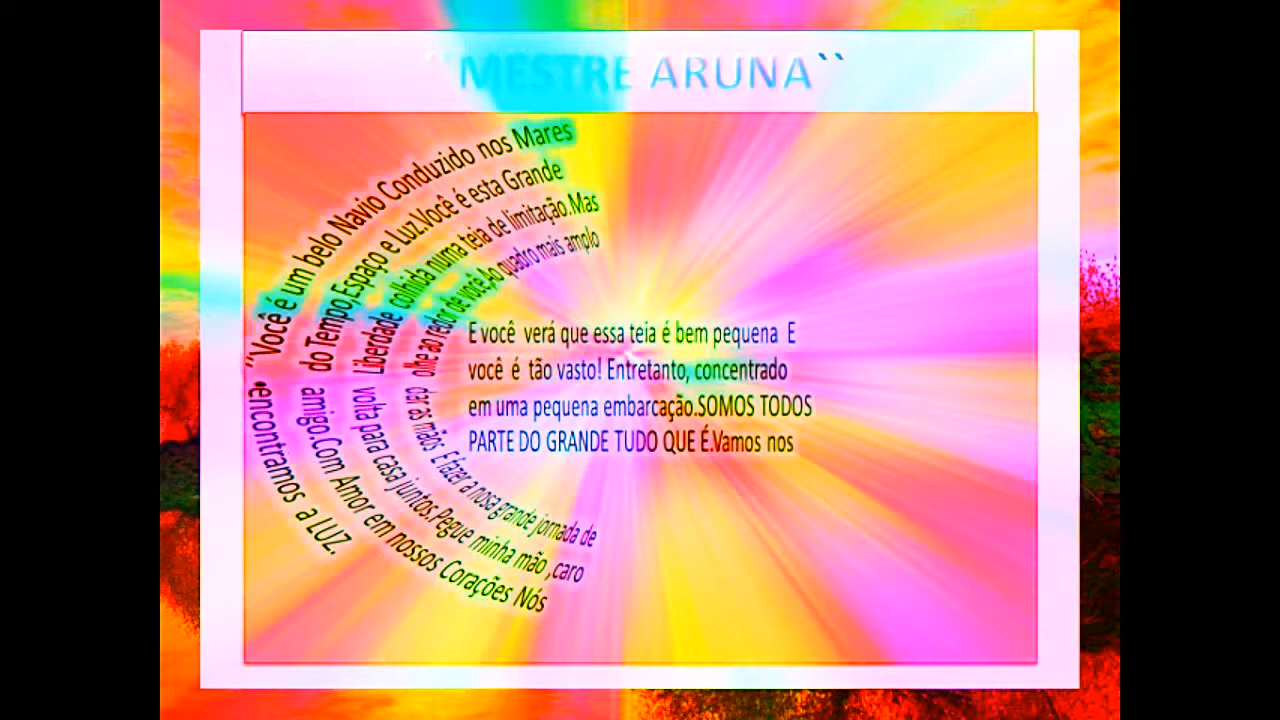 ``MESTRE ARUNA``
"Você é um belo Navio Conduzido nos Mares
do Tempo,Espaço e Luz.Você é esta Grande
Liberdade colhida numa teia de limitação.Mas
olhe ao redor de você.Ao quadro mais amplo
E você verá que essa teia é bem pequena E
você é tão vasto! Entretanto, concentrado
em uma pequena embarcação.SOMOS TODOS
PARTE DO GRANDE TUDO QUE É.Vamos nos
dar as mãos E fazer a nosa grande jornada de
volta para casa juntos.Pegue minha mão ,caro
amigo.Com Amor em nossos Corações Nós
•encontramos a LUZ.